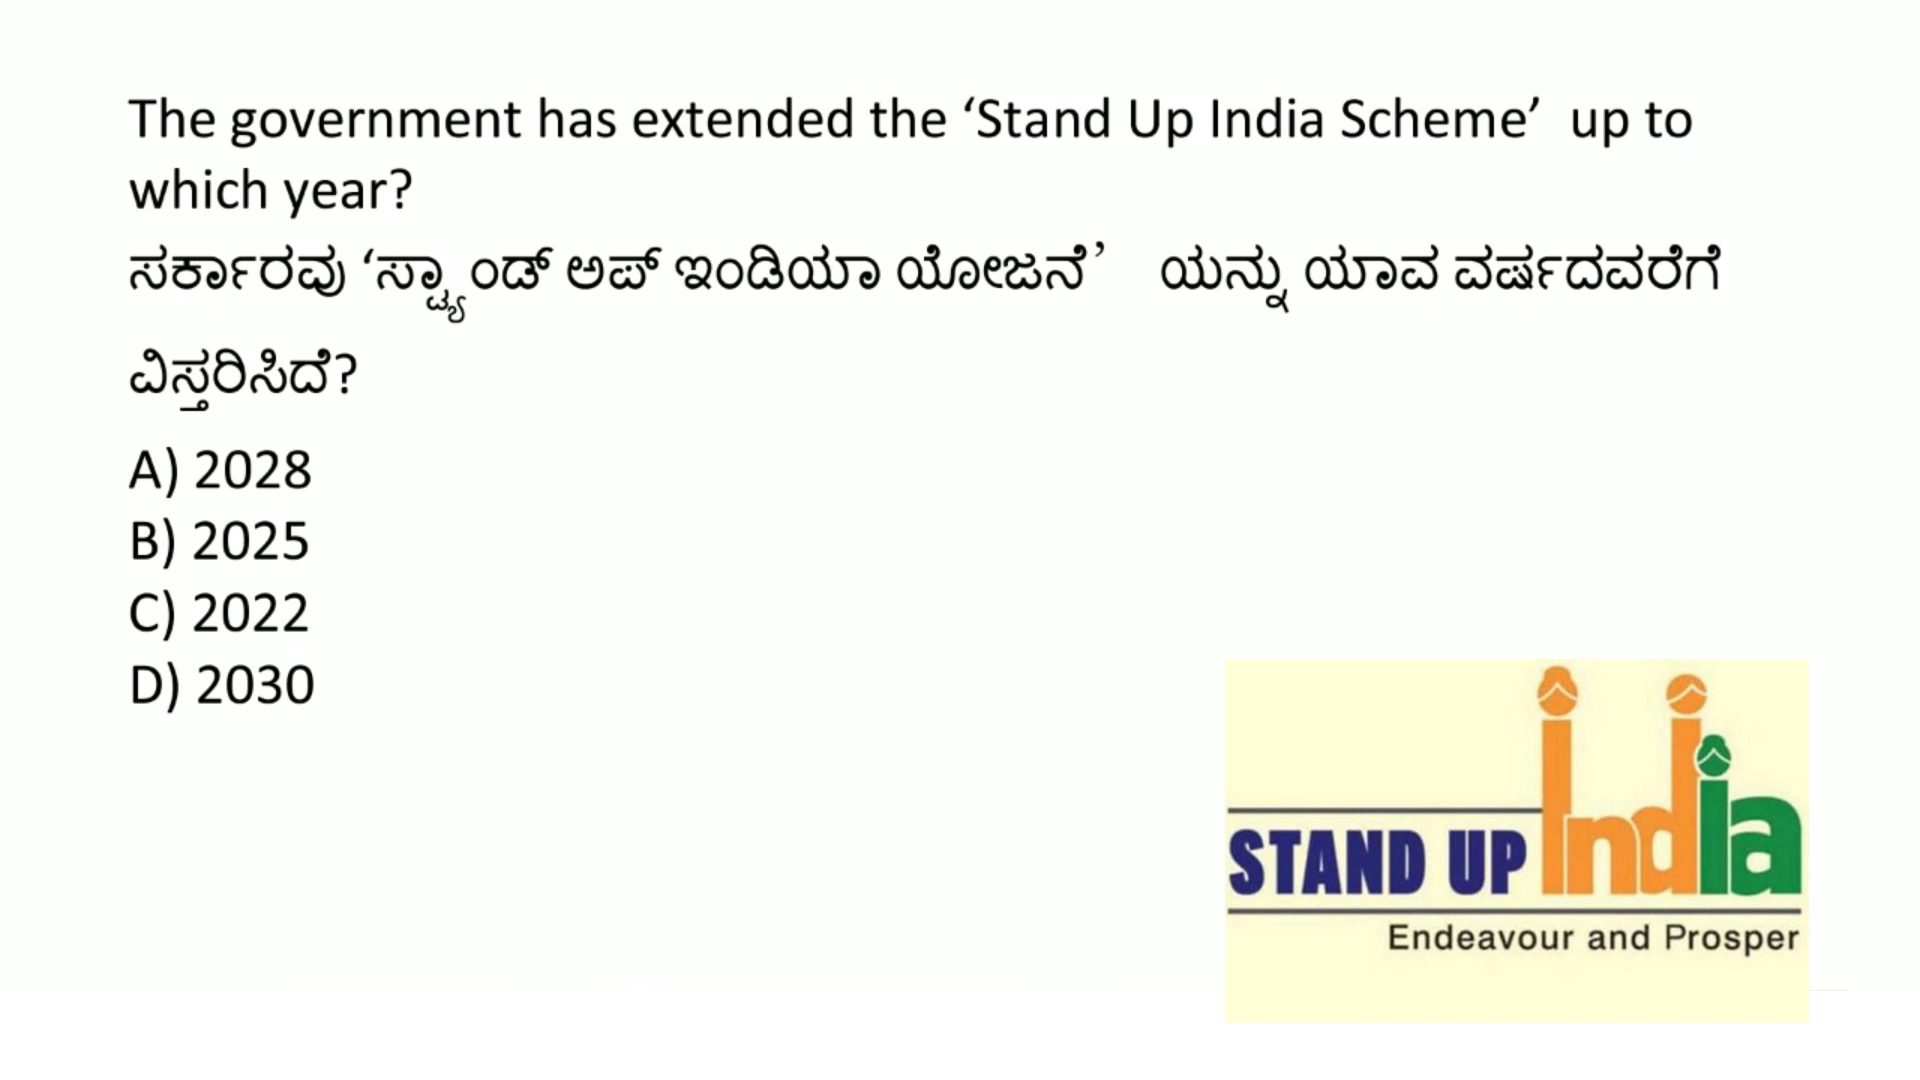 The government has extended the ‘Stand Up India Scheme’ up to
which year?
ಸರ್ಕಾರವು ‘ಸ್ಟ್ಯಾಂಡ್ ಅಪ್ ಇಂಡಿಯಾ ಯೋಜನೆ’ ಯನ್ನು ಯಾವ ವರ್ಷದವರೆಗೆ
ವಿಸ್ತರಿಸಿದೆ?
A) 2028
B) 2025
C) 2022
D) 2030
STAND UP India
Endeavour and Prosper